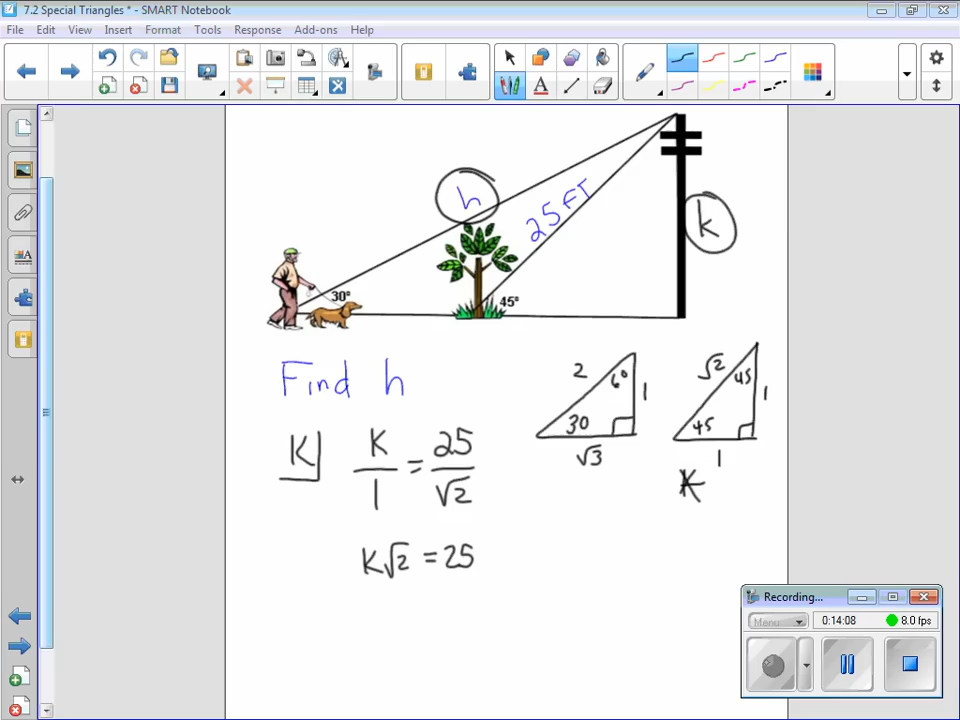 7.2 Special Triangles * - SMART Notebook
File Edit View Insert Format Tools Response Add-ons Help
h
25 FT
k
30°
45°
Find h
2
60
1
30
√3
√2
45
1
45
1
K
K K/1 = 25/√2
K√2 = 25
Recording...
Menu
0:14:08
8.0 fps